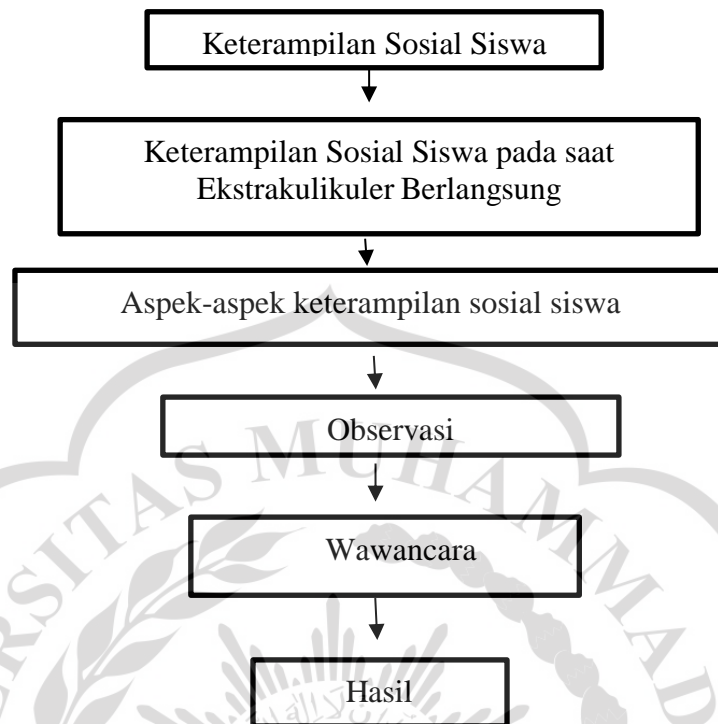 Keterampilan Sosial Siswa
Keterampilan Sosial Siswa pada saat
Ekstrakulikuler Berlangsung
Aspek-aspek keterampilan sosial siswa
Observasi
Wawancara
Hasil